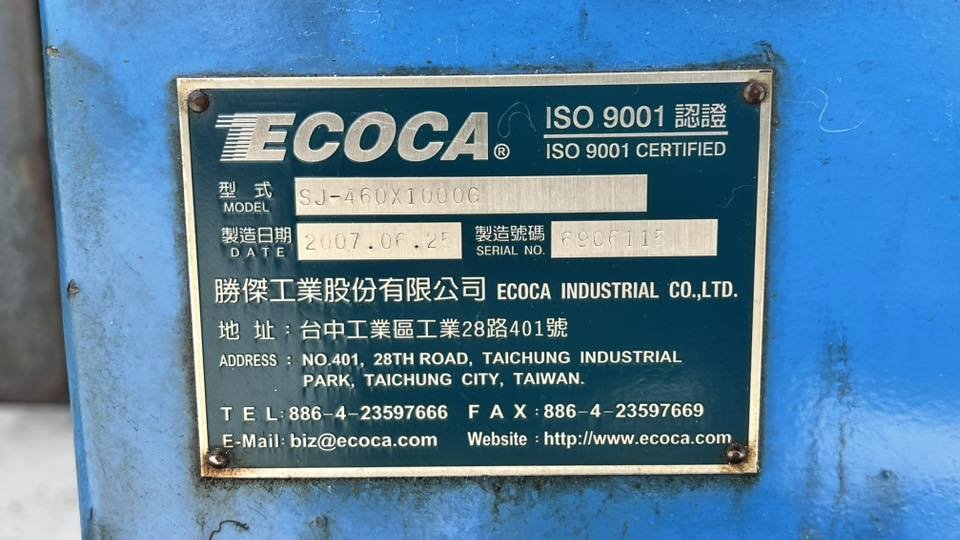 ECOCA® ISO 9001 認證
ISO 9001 CERTIFIED
型式 SJ-460X1000G
MODEL
製造日期 2007.06.25 製造號碼 6906115
DATE SERIAL NO.
勝傑工業股份有限公司 ECOCA INDUSTRIAL CO.,LTD.
地 址：台中工業區工業28路401號
ADDRESS : NO.401, 28TH ROAD, TAICHUNG INDUSTRIAL
PARK, TAICHUNG CITY, TAIWAN.
TEL:886-4-23597666 FAX:886-4-23597669
E-Mail: biz@ecoca.com Website : http://www.ecoca.com